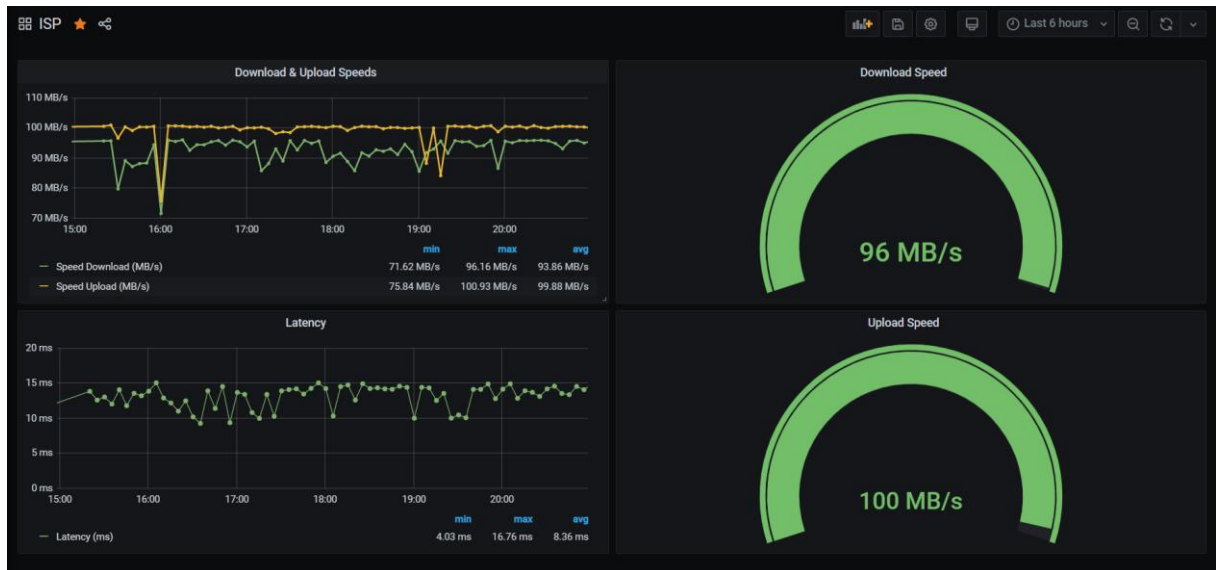 ISP
Last 6 hours
Download & Upload Speeds
110 MB/s
100 MB/s
90 MB/s
80 MB/s
70 MB/s
15:00 16:00 17:00 18:00 19:00 20:00
min max avg
Speed Download (MB/s) 71.62 MB/s 96.16 MB/s 93.86 MB/s
Speed Upload (MB/s) 75.84 MB/s 100.93 MB/s 99.88 MB/s
Download Speed
96 MB/s
Latency
20 ms
15 ms
10 ms
5 ms
0 ms
15:00 16:00 17:00 18:00 19:00 20:00
min max avg
Latency (ms) 4.03 ms 16.76 ms 8.36 ms
Upload Speed
100 MB/s